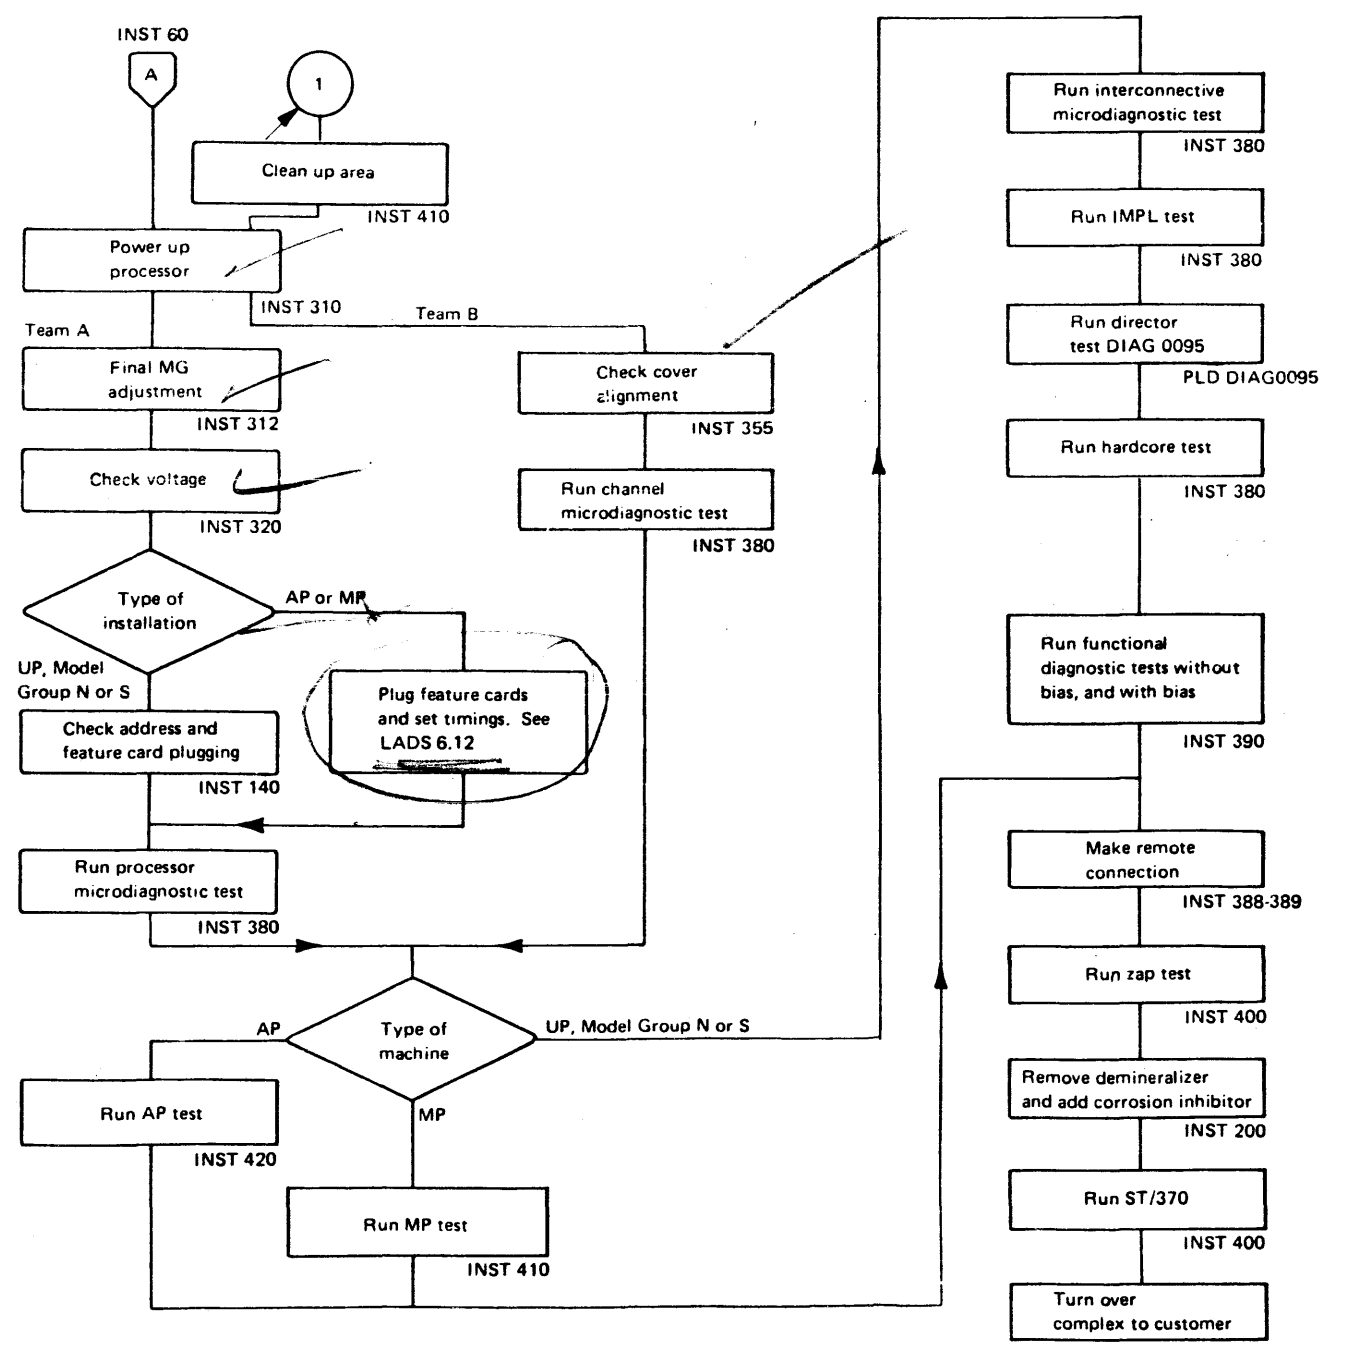 INST 60
A
1
Clean up area
INST 410
Power up
processor
INST 310
Team A
Team B
Final MG
adjustment
INST 312
Check voltage
INST 320
Type of
installation
AP or MP
UP, Model
Group N or S
Check address and
feature card plugging
INST 140
Plug feature cards
and set timings. See
LADS 6.12
Run processor
microdiagnostic test
INST 380
Check cover
alignment
INST 355
Run channel
microdiagnostic test
INST 380
Type of
machine
AP
UP, Model Group N or S
MP
Run AP test
INST 420
Run MP test
INST 410
Run interconnective
microdiagnostic test
INST 380
Run IMPL test
INST 380
Run director
test DIAG 0095
PLD DIAG0095
Run hardcore test
INST 380
Run functional
diagnostic tests without
bias, and with bias
INST 390
Make remote
connection
INST 388-389
Run zap test
INST 400
Remove demineralizer
and add corrosion inhibitor
INST 200
Run ST/370
INST 400
Turn over
complex to customer